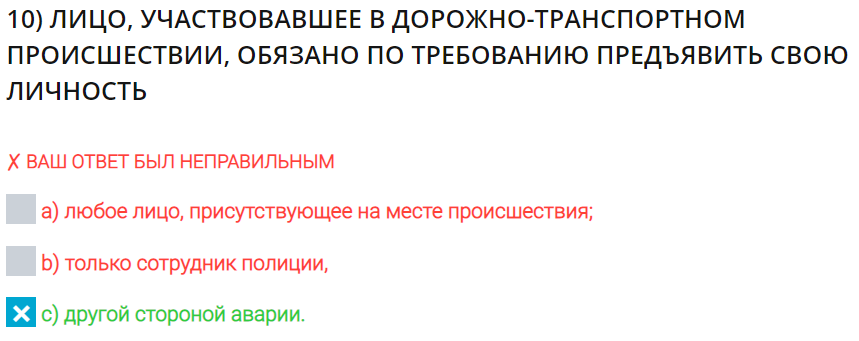 10) ЛИЦО, УЧАСТВОВАВШЕЕ В ДОРОЖНО-ТРАНСПОРТНОМ
ПРОИСШЕСТВИИ, ОБЯЗАНО ПО ТРЕБОВАНИЮ ПРЕДЪЯВИТЬ СВОЮ
ЛИЧНОСТЬ
✗ ВАШ ОТВЕТ БЫЛ НЕПРАВИЛЬНЫМ
a) любое лицо, присутствующее на месте происшествия;
b) только сотрудник полиции,
c) другой стороной аварии.